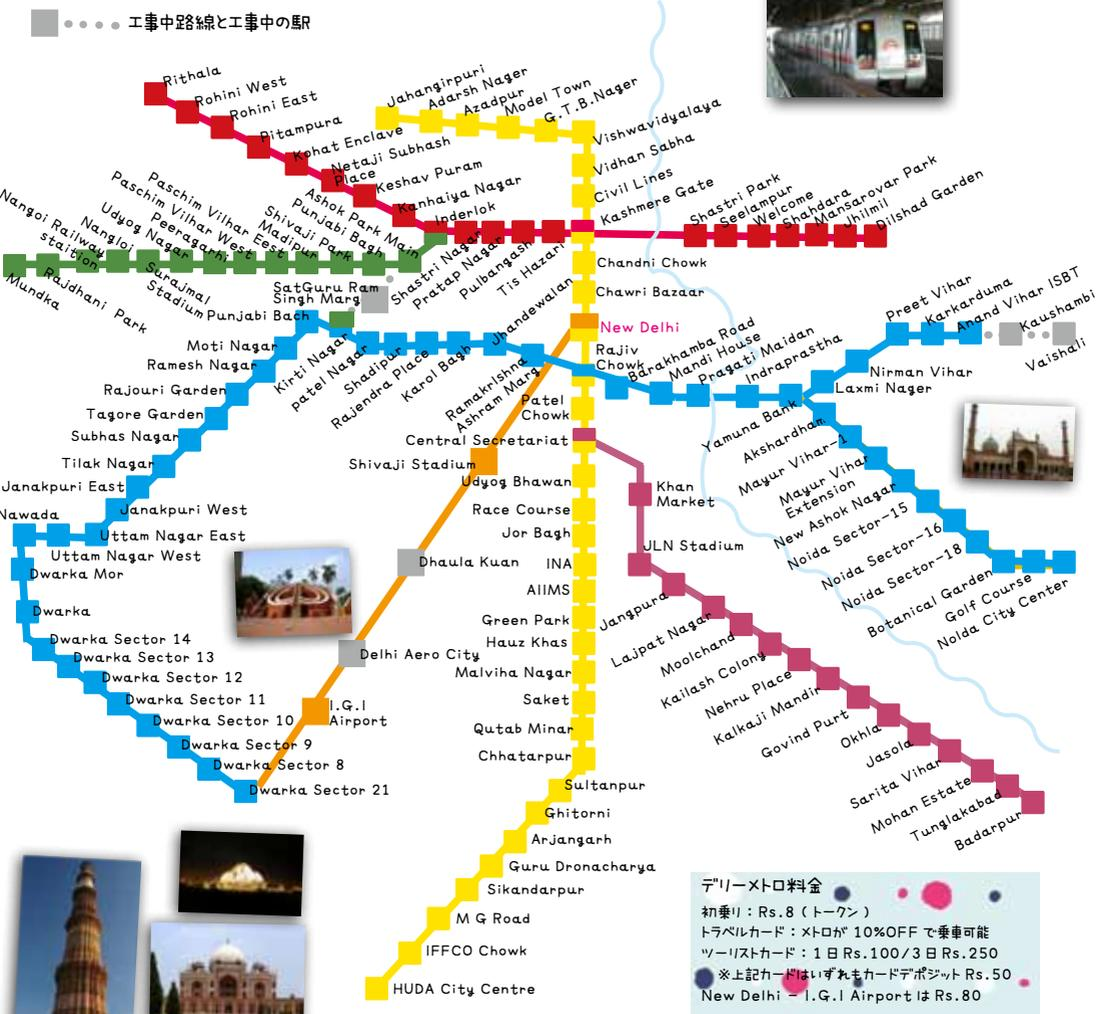 工事中路線と工事中の駅
Rithala
Rohini West
Rohini East
Pitampura
Kohat Enclave
Netaji Subhash
Place
Keshav Puram
Kanhaiya Nagar
Inderlok
Shastri Nagar
Pratap Nagar
Pulbangash
Tis Hazari
Kashmere Gate
Shastri Park
Seelampur
Welcome
Shahdara
Mansarovar Park
Jhilmil
Dilshad Garden
Jahangirpuri
Adarsh Nager
Azadpur
Model Town
G.T.B.Nager
Vishwavidyalaya
Vidhan Sabha
Civil Lines
Chandni Chowk
Chawri Bazaar
New Delhi
Rajiv
Chowk
Patel
Chowk
Central Secretariat
Udyog Bhawan
Race Course
Jor Bagh
INA
AIIMS
Green Park
Hauz Khas
Malviha Nagar
Saket
Qutab Minar
Chhatarpur
Sultanpur
Ghitorni
Arjangarh
Guru Dronacharya
Sikandarpur
M G Road
IFFCO Chowk
HUDA City Centre
Ashok Park Main
Punjabi Bagh
Shivaji Park
Madipur
Paschim Vilhar East
Paschim Vilhar West
Peeragarhi
Udyog Nagar
Surajmal
Stadium
Nangloi
Nangoi Railway
staition
Rajdhani Park
Mundka
SatGuru Ram
Singh Marg
Punjabi Bach
Kirti Nagar
patel Nagar
Shadipur
Rajendra Place
Karol Bagh
Jhandewalan
Ramakrishna
Ashram Marg
Barakhamba Road
Mandi House
Pragati Maidan
Indraprastha
Yamuna Bank
Laxmi Nager
Nirman Vihar
Preet Vihar
Karkarduma
Anand Vihar ISBT
Kaushambi
Vaishali
Akshardham
Mayur Vihar-1
Mayur Vihar
Extension
New Ashok Nagar
Noida Sector-15
Noida Sector-16
Noida Sector-18
Botanical Garden
Golf Course
Nolda City Center
Moti Nagar
Ramesh Nagar
Rajouri Garden
Tagore Garden
Subhas Nagar
Tilak Nagar
Janakpuri East
Janakpuri West
Uttam Nagar East
Uttam Nagar West
Nawada
Dwarka Mor
Dwarka
Dwarka Sector 14
Dwarka Sector 13
Dwarka Sector 12
Dwarka Sector 11
Dwarka Sector 10
Dwarka Sector 9
Dwarka Sector 8
Dwarka Sector 21
Shivaji Stadium
Dhaula Kuan
Delhi Aero City
I.G.I
Airport
Khan
Market
JLN Stadium
Jangpura
Lajpat Nagar
Moolchand
Kailash Colony
Nehru Place
Kalkaji Mandir
Govind Purt
Okhla
Jasola
Sarita Vihar
Mohan Estate
Tunglakabad
Badarpur
デリーメトロ料金
初乗り：Rs.8（トークン）
トラベルカード：メトロが 10%OFF で乗車可能
ツーリストカード：1日Rs.100/3日Rs.250
※上記カードはいずれもカードデポジット Rs.50
New Delhi - I.G.I Airport は Rs.80